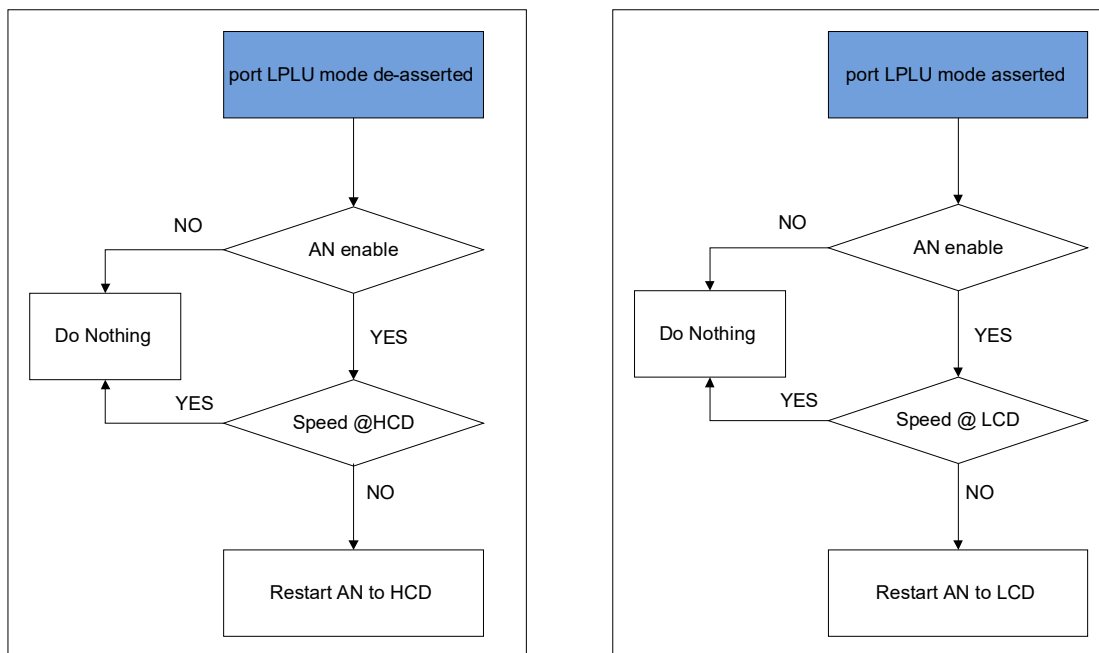 port LPLU mode de-asserted
NO
AN enable
Do Nothing
YES
YES
Speed @HCD
NO
Restart AN to HCD
port LPLU mode asserted
NO
AN enable
Do Nothing
YES
YES
Speed @ LCD
NO
Restart AN to LCD